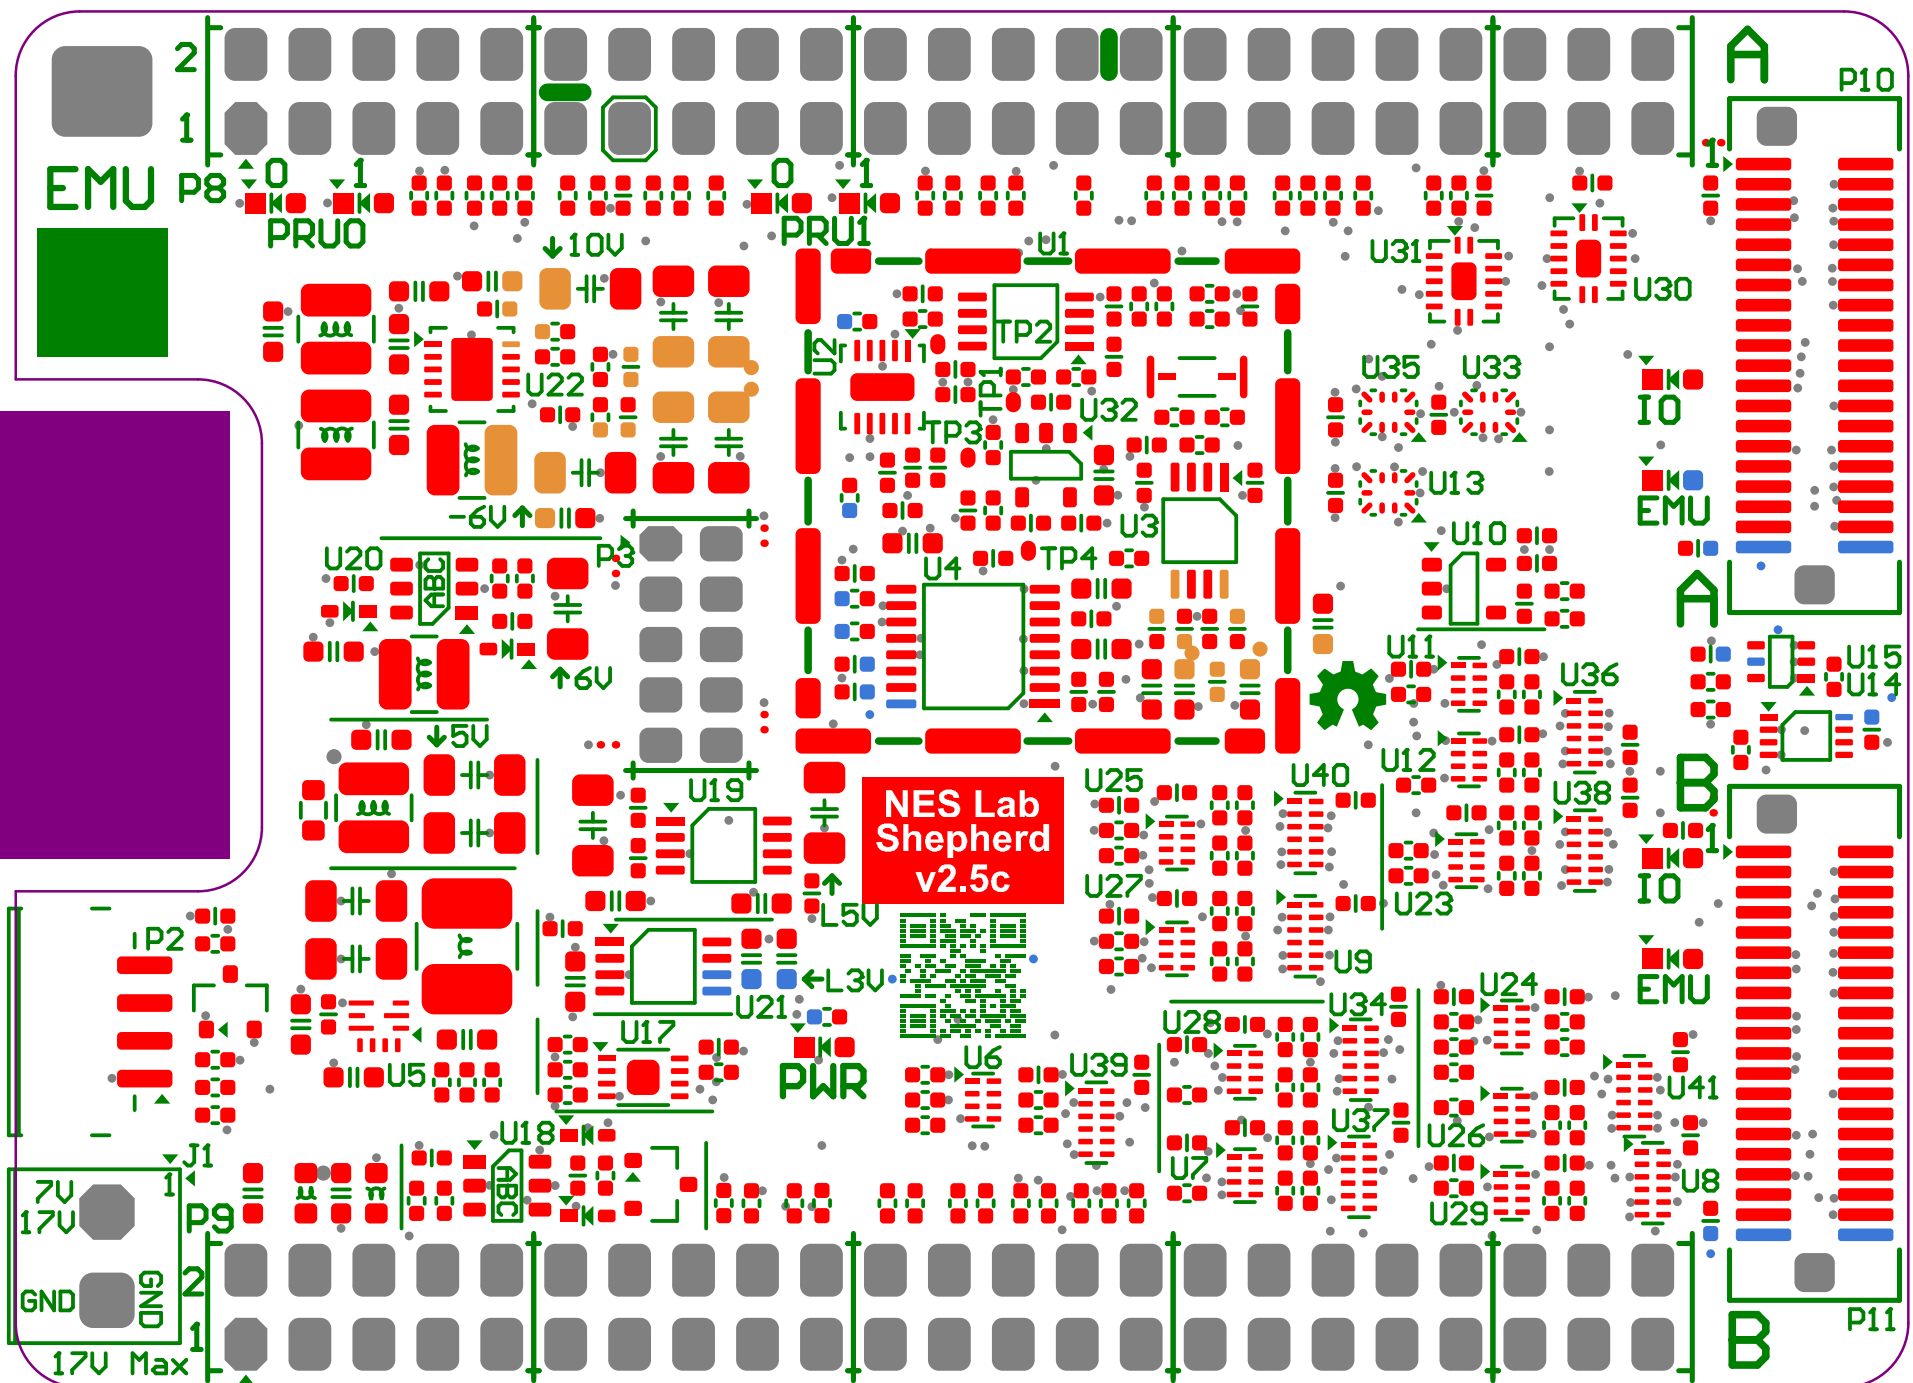 2
1
EMU
P8
0
1
PRU0
0
1
PRU1
A
P10
1
10V
U1
U31
U30
U2
TP2
U22
TP1
U32
TP3
U35
U33
IO
U13
EMU
-6V
P3
U3
U10
U20
ABC
U4
TP4
A
6V
U11
U36
U15
U14
5V
U12
U19
U25
U40
U38
B
NES Lab
Shepherd
v2.5c
1
IO
U27
U23
L5V
P2
U9
L3V
U21
U24
EMU
U34
U28
U17
U6
U39
U5
PWR
U41
U37
U26
U18
ABC
U7
U8
U29
J1
1
7V
17V
P9
GND
GND
2
1
17V Max
P11
B